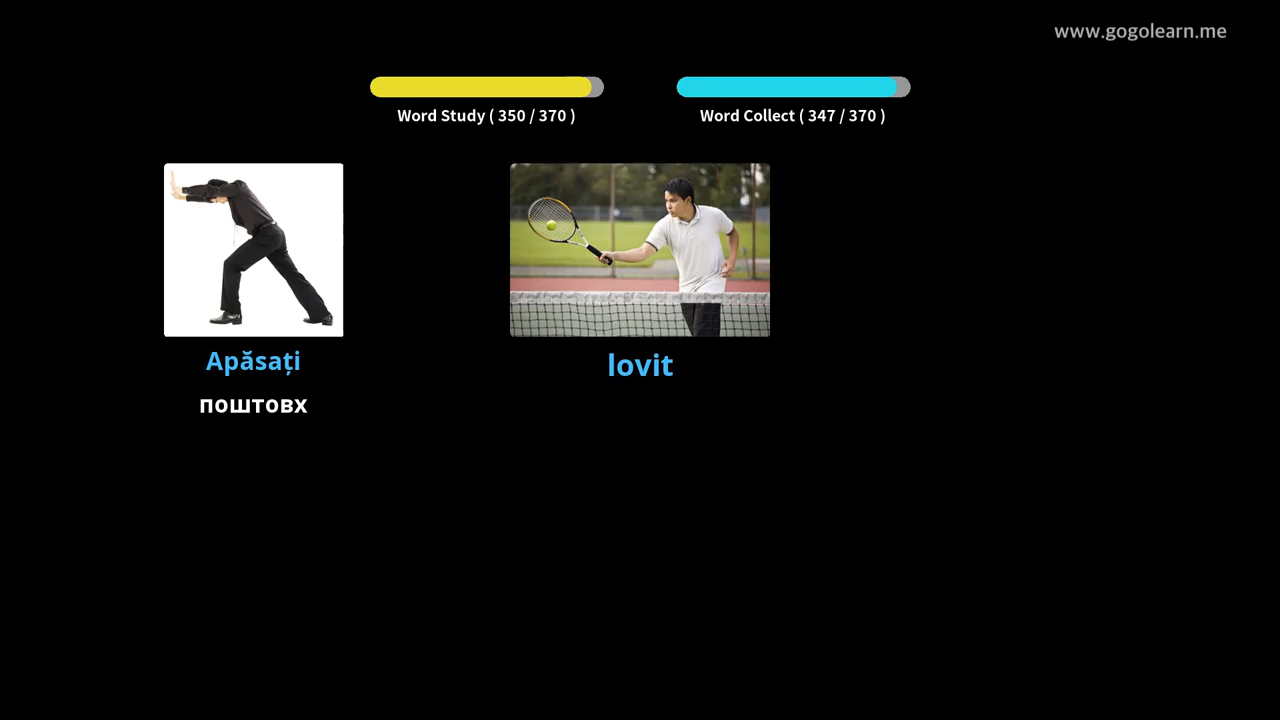 www.gogolearn.me
Word Study ( 350 / 370 )
Word Collect ( 347 / 370 )
Apăsați
lovit
поштовх